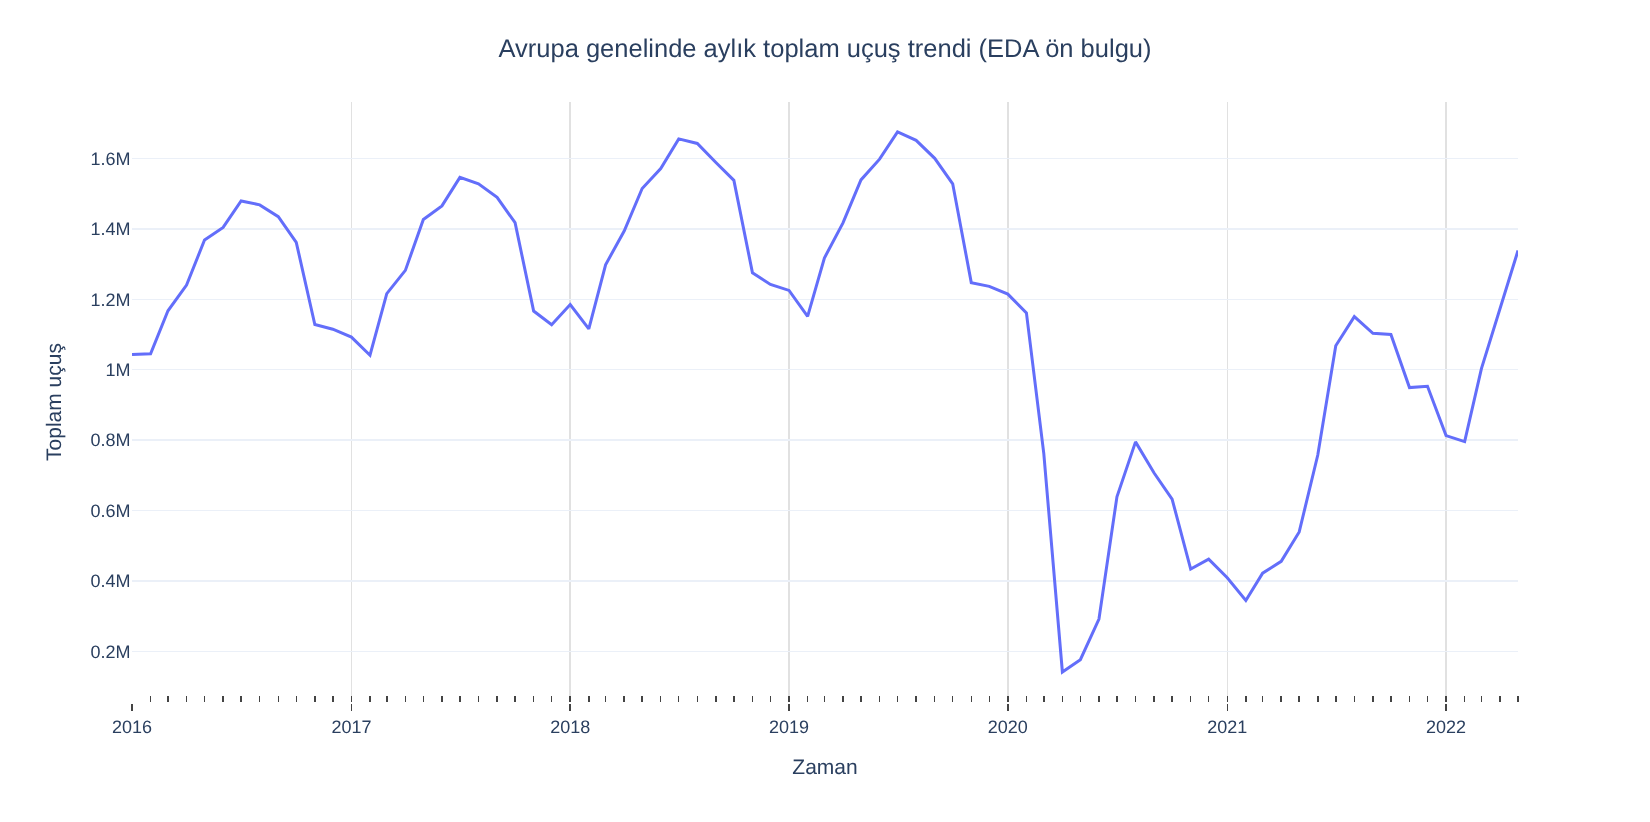 Avrupa genelinde aylık toplam uçuş trendi (EDA ön bulgu)
Toplam uçuş
1.6M
1.4M
1.2M
1M
0.8M
0.6M
0.4M
0.2M
2016
2017
2018
2019
2020
2021
2022
Zaman